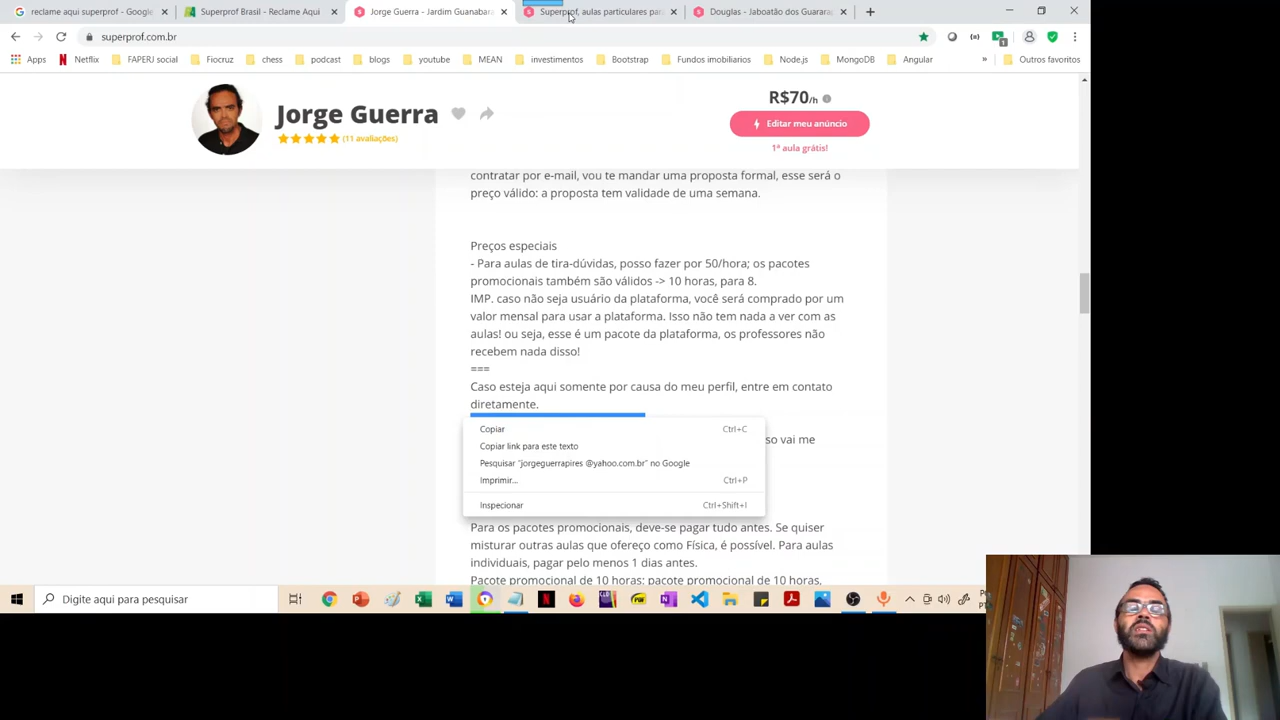 reclame aqui superprof - Google
Superprof Brasil - Reclame Aqui
Jorge Guerra - Jardim Guanabar
Superprof, aulas particulares par
Douglas - Jaboatão dos Guarara
superprof.com.br
Apps
Netflix
FAPERJ social
Fiocruz
chess
podcast
blogs
youtube
MEAN
investimentos
Bootstrap
Fundos imobiliarios
Node.js
MongoDB
Angular
»
Outros favoritos
Jorge Guerra
(11 avaliações)
R$70/h
Editar meu anúncio
1ª aula grátis!
contratar por e-mail, vou te mandar uma proposta formal, esse será o
preço válido: a proposta tem validade de uma semana.
Preços especiais
- Para aulas de tira-dúvidas, posso fazer por 50/hora; os pacotes
promocionais também são válidos -> 10 horas, para 8.
IMP. caso não seja usuário da plataforma, você será comprado por um
valor mensal para usar a plataforma. Isso não tem nada a ver com as
aulas! ou seja, esse é um pacote da plataforma, os professores não
recebem nada disso!
===
Caso esteja aqui somente por causa do meu perfil, entre em contato
diretamente.
Copiar Ctrl+C
so vai me
Copiar link para este texto
Pesquisar "jorgeguerrapires @yahoo.com.br" no Google
Imprimir... Ctrl+P
Inspecionar Ctrl+Shift+I
Para os pacotes promocionais, deve-se pagar tudo antes. Se quiser
misturar outras aulas que ofereço como Física, é possível. Para aulas
individuais, pagar pelo menos 1 dias antes.
Pacote promocional de 10 horas: pacote promocional de 10 horas,
Digite aqui para pesquisar